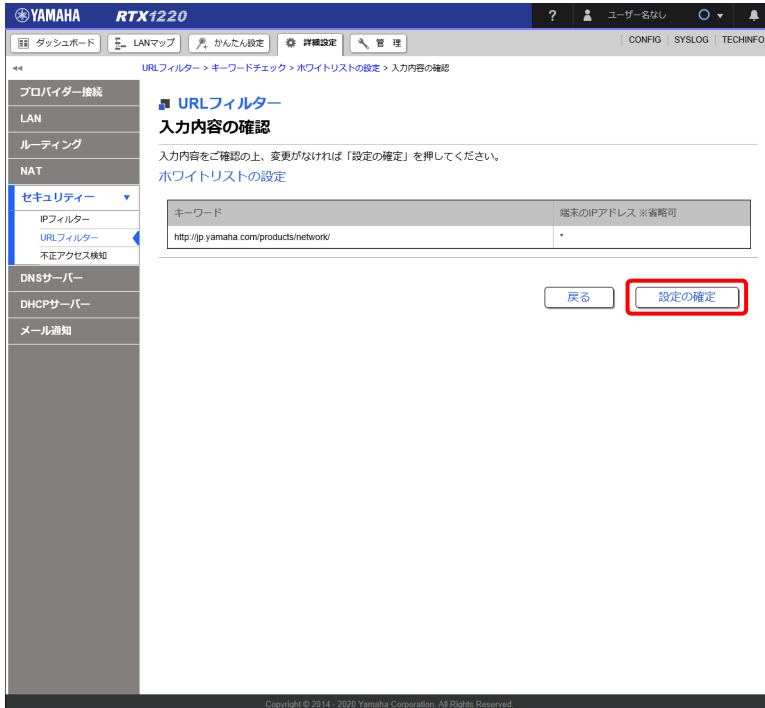 YAMAHA RTX1220 ? ユーザー名なし
ダッシュボード LANマップ かんたん設定 詳細設定 管 理 CONFIG SYSLOG TECHINFO
URLフィルター > キーワードチェック > ホワイトリストの設定 > 入力内容の確認
プロバイダー接続
LAN
ルーティング
NAT
セキュリティー
IPフィルター
URLフィルター
不正アクセス検知
DNSサーバー
DHCPサーバー
メール通知
URLフィルター
入力内容の確認
入力内容をご確認の上、変更がなければ「設定の確定」を押してください。
ホワイトリストの設定
キーワード 端末のIPアドレス ※省略可
http://jp.yamaha.com/products/network/ *
戻る 設定の確定
Copyright © 2014 - 2020 Yamaha Corporation. All Rights Reserved.